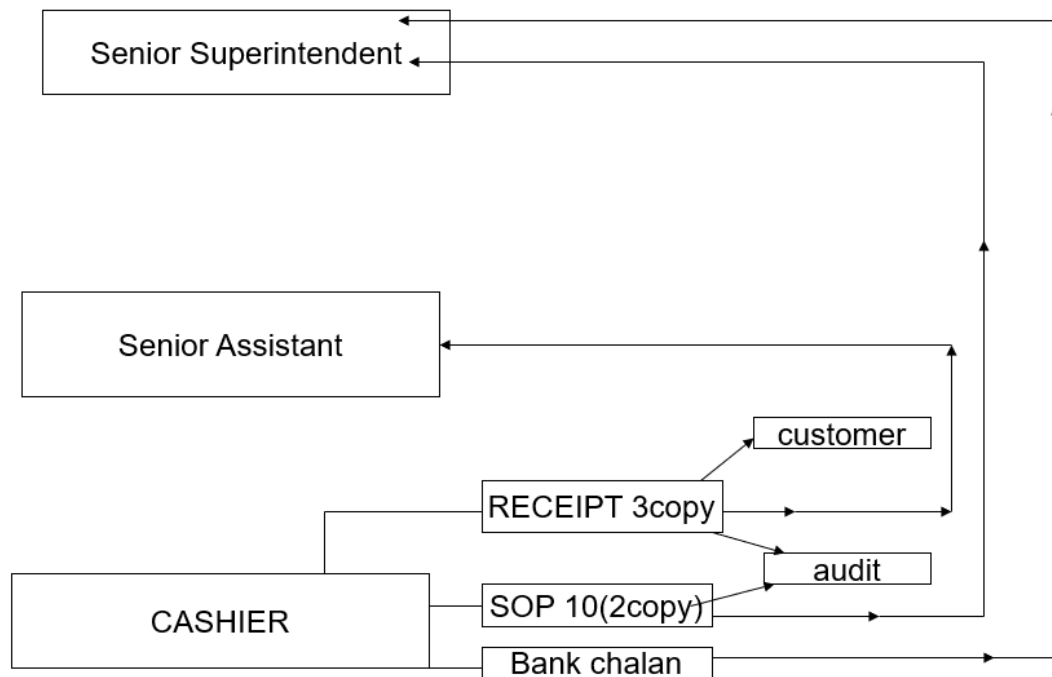 Senior Superintendent
Senior Assistant
customer
RECEIPT 3copy
audit
SOP 10(2copy)
CASHIER
Bank chalan